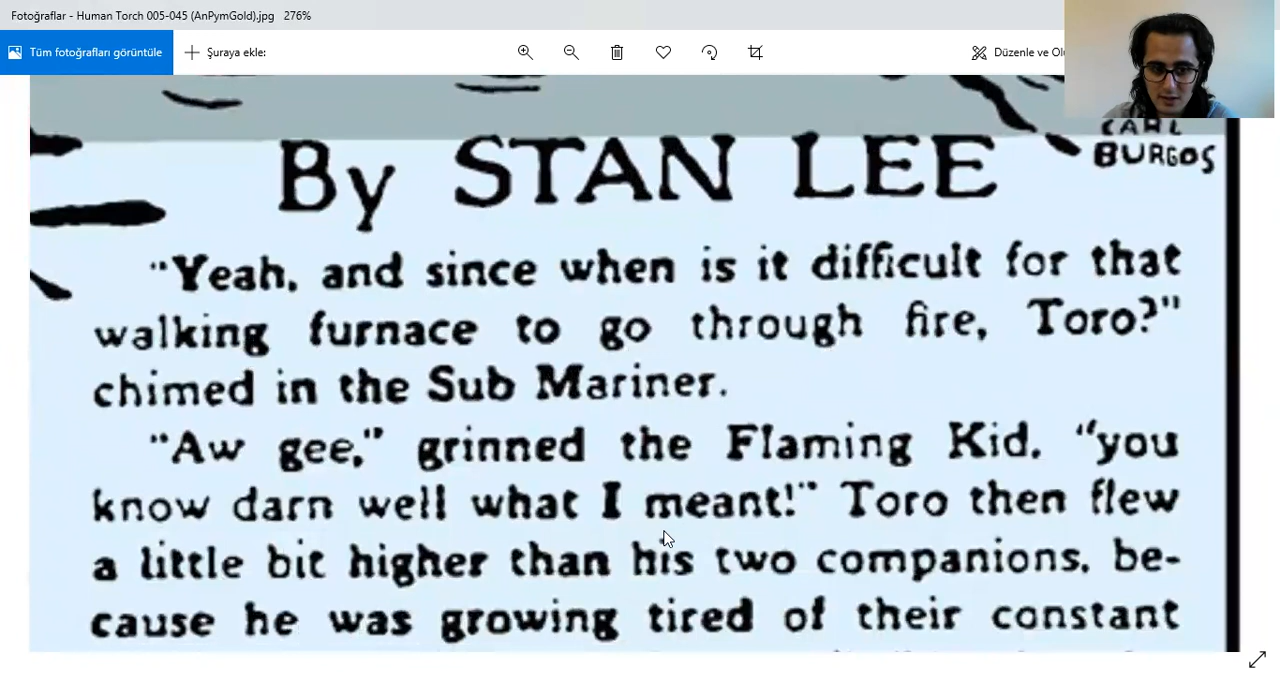 Fotoğraflar - Human Torch 005-045 (AnPymGold).jpg 276%
Tüm fotoğrafları görüntüle
Şuraya ekle:
Düzenle ve Olu
CARL
BURGOS
By STAN LEE
"Yeah, and since when is it difficult for that
walking furnace to go through fire, Toro?"
chimed in the Sub Mariner.
"Aw gee," grinned the Flaming Kid, "you
know darn well what I meant!" Toro then flew
a little bit higher than his two companions, be-
cause he was growing tired of their constant